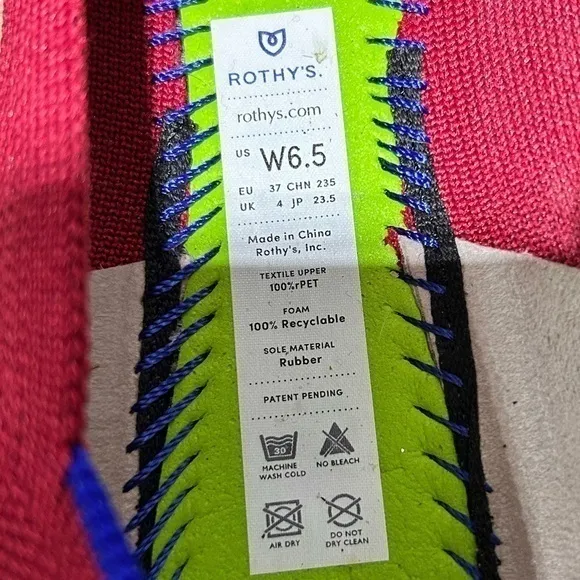 ROTHY'S.
rothys.com
US W6.5
EU 37 CHN 235
UK 4 JP 23.5
Made in China
Rothy's, Inc.
TEXTILE UPPER
100%rPET
FOAM
100% Recyclable
SOLE MATERIAL
Rubber
PATENT PENDING
30
MACHINE WASH COLD
NO BLEACH
AIR DRY
DO NOT DRY CLEAN